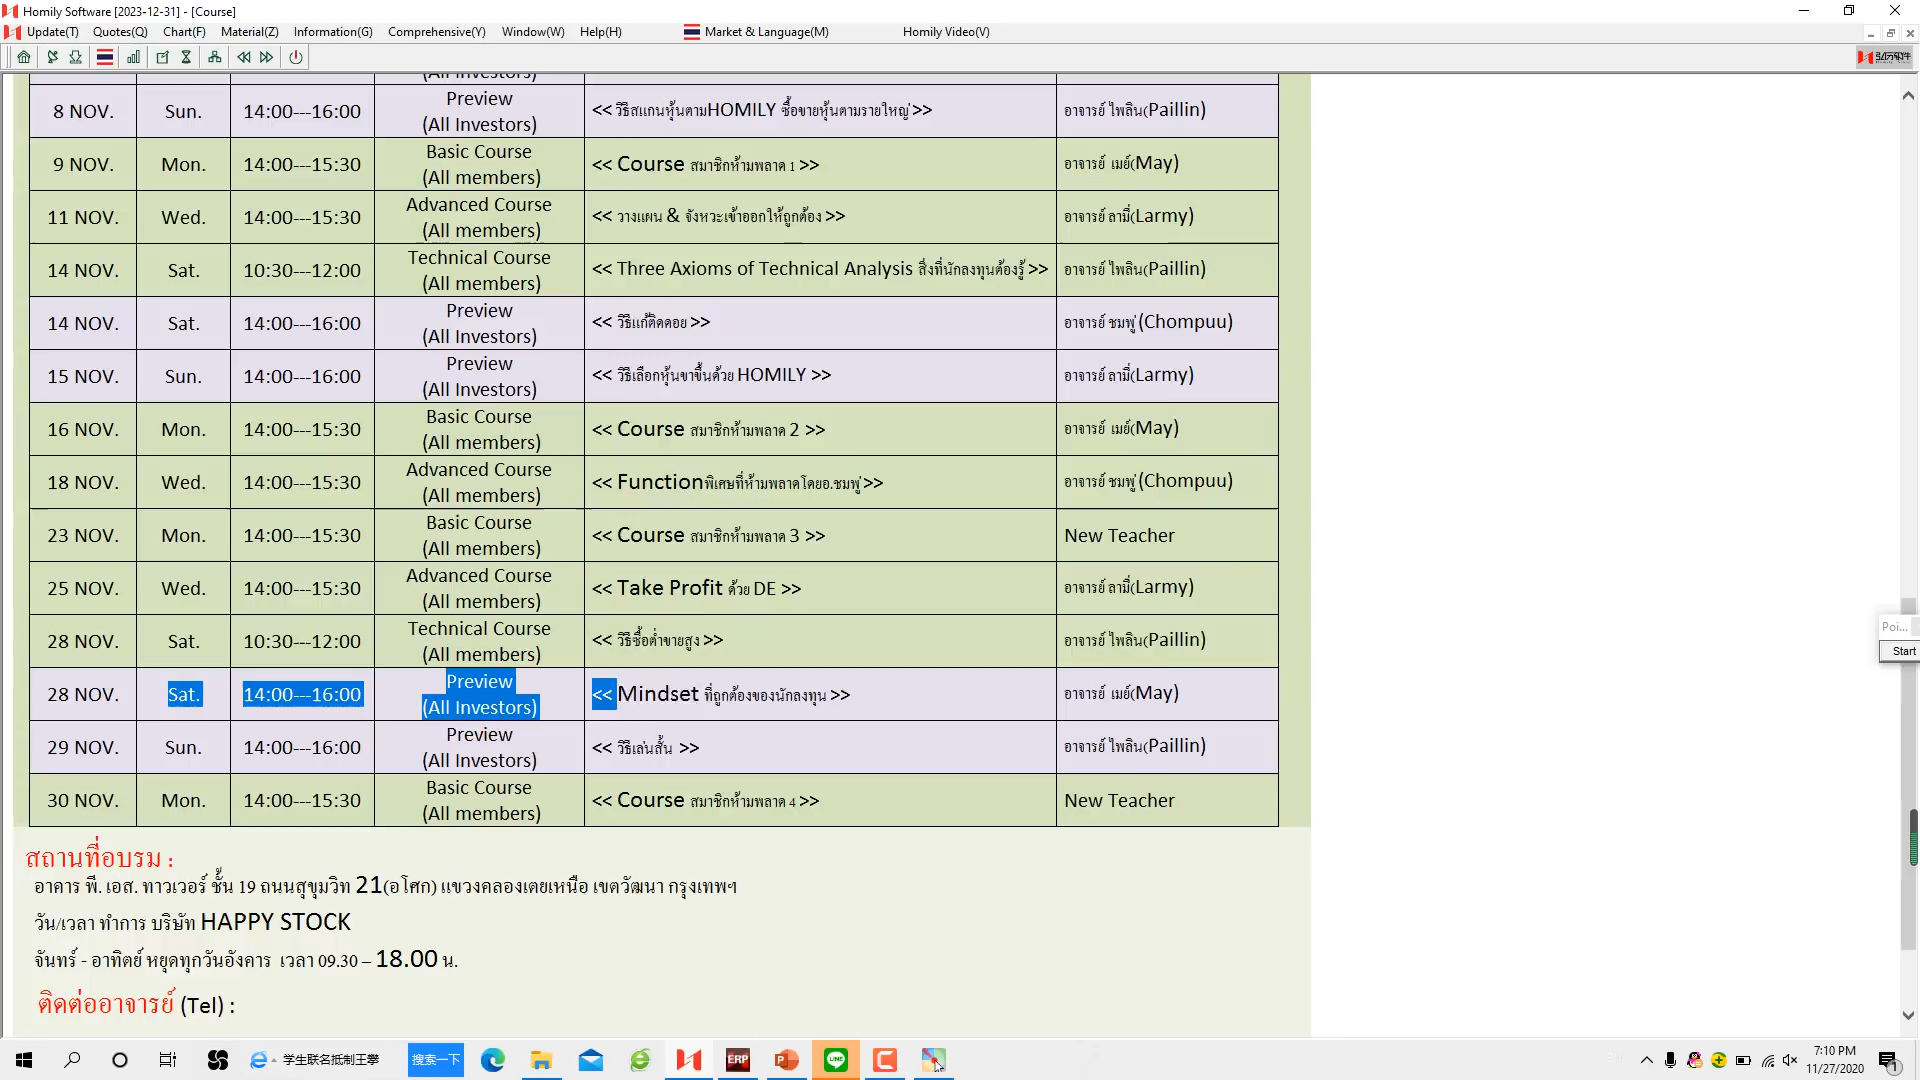 Homily Software [2023-12-31] - [Course]
Update(T) Quotes(Q) Chart(F) Material(Z) Information(G) Comprehensive(Y) Window(W) Help(H) Market & Language(M) Homily Video(V)
(All Investors)
8 NOV. Sun. 14:00---16:00 Preview (All Investors) << วิธีสแกนหุ้นตามHOMILY ซื้อขายหุ้นตามรายใหญ่ >> อาจารย์ ไพลิน(Paillin)
9 NOV. Mon. 14:00---15:30 Basic Course (All members) << Course สมาชิกห้ามพลาด 1 >> อาจารย์ เมย์(May)
11 NOV. Wed. 14:00---15:30 Advanced Course (All members) << วางแผน & จังหวะเข้าออกให้ถูกต้อง >> อาจารย์ ลามี่(Larmy)
14 NOV. Sat. 10:30---12:00 Technical Course (All members) << Three Axioms of Technical Analysis สิ่งที่นักลงทุนต้องรู้ >> อาจารย์ ไพลิน(Paillin)
14 NOV. Sat. 14:00---16:00 Preview (All Investors) << วิธีแก้ติดดอย >> อาจารย์ ชมพู่ (Chompuu)
15 NOV. Sun. 14:00---16:00 Preview (All Investors) << วิธีเลือกหุ้นขาขึ้นด้วย HOMILY >> อาจารย์ ลามี่(Larmy)
16 NOV. Mon. 14:00---15:30 Basic Course (All members) << Course สมาชิกห้ามพลาด 2 >> อาจารย์ เมย์(May)
18 NOV. Wed. 14:00---15:30 Advanced Course (All members) << Functionพิเศษที่ห้ามพลาดโดยอ.ชมพู่ >> อาจารย์ ชมพู่ (Chompuu)
23 NOV. Mon. 14:00---15:30 Basic Course (All members) << Course สมาชิกห้ามพลาด 3 >> New Teacher
25 NOV. Wed. 14:00---15:30 Advanced Course (All members) << Take Profit ด้วย DE >> อาจารย์ ลามี่(Larmy)
28 NOV. Sat. 10:30---12:00 Technical Course (All members) << วิธีซื้อต่ำขายสูง >> อาจารย์ ไพลิน(Paillin)
28 NOV. Sat. 14:00---16:00 Preview (All Investors) << Mindset ที่ถูกต้องของนักลงทุน >> อาจารย์ เมย์(May)
29 NOV. Sun. 14:00---16:00 Preview (All Investors) << วิธีเล่นสั้น >> อาจารย์ ไพลิน(Paillin)
30 NOV. Mon. 14:00---15:30 Basic Course (All members) << Course สมาชิกห้ามพลาด 4 >> New Teacher
Poi...
Start
สถานที่อบรม :
อาคาร พี. เอส. ทาวเวอร์ ชั้น 19 ถนนสุขุมวิท 21(อโศก) แขวงคลองเตยเหนือ เขตวัฒนา กรุงเทพฯ
วัน/เวลา ทำการ บริษัท HAPPY STOCK
จันทร์ - อาทิตย์ หยุดทุกวันอังคาร เวลา 09.30 – 18.00 น.
ติดต่ออาจารย์ (Tel) :
学生联名抵制王攀 搜索一下 ERP LINE 7:10 PM
11/27/2020